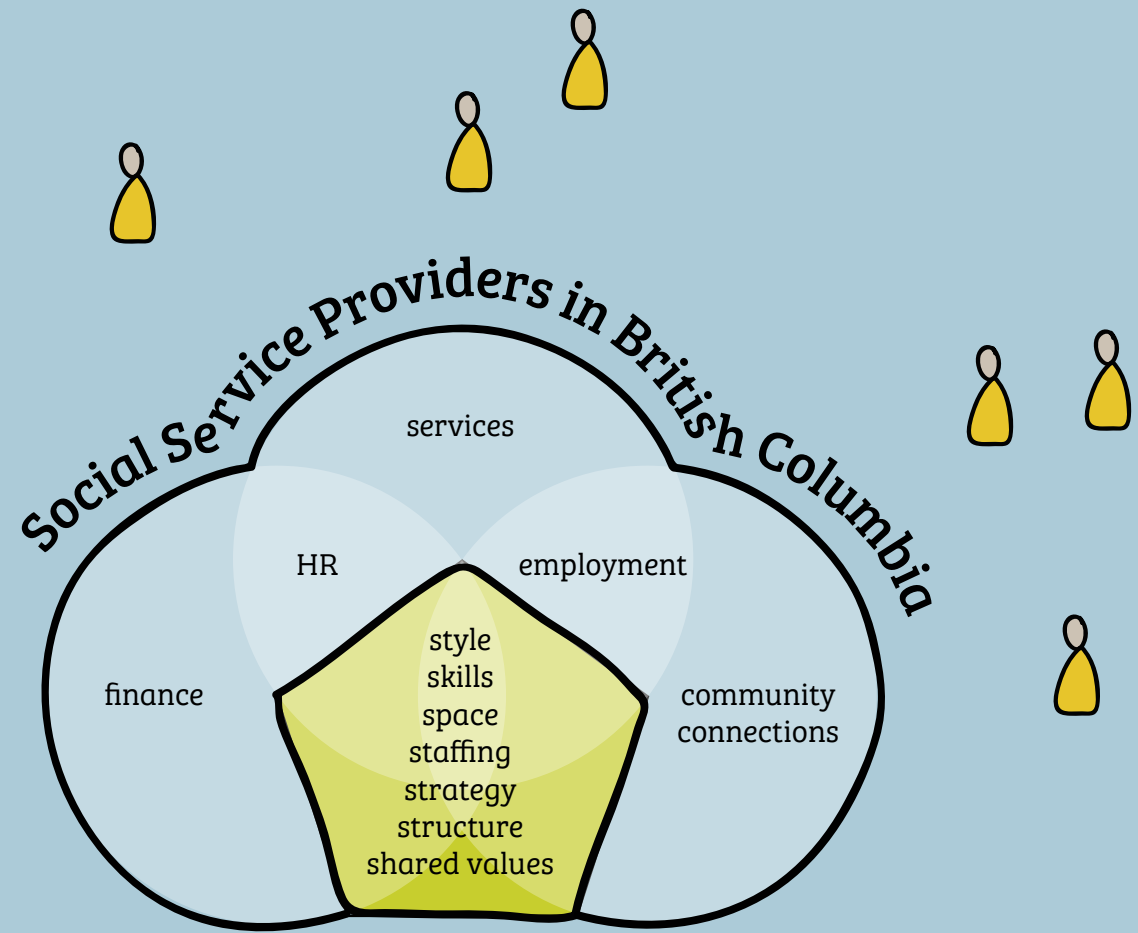 Social Service Providers in British Columbia
services
HR
employment
style
skills
space
staffing
strategy
structure
shared values
finance
community
connections